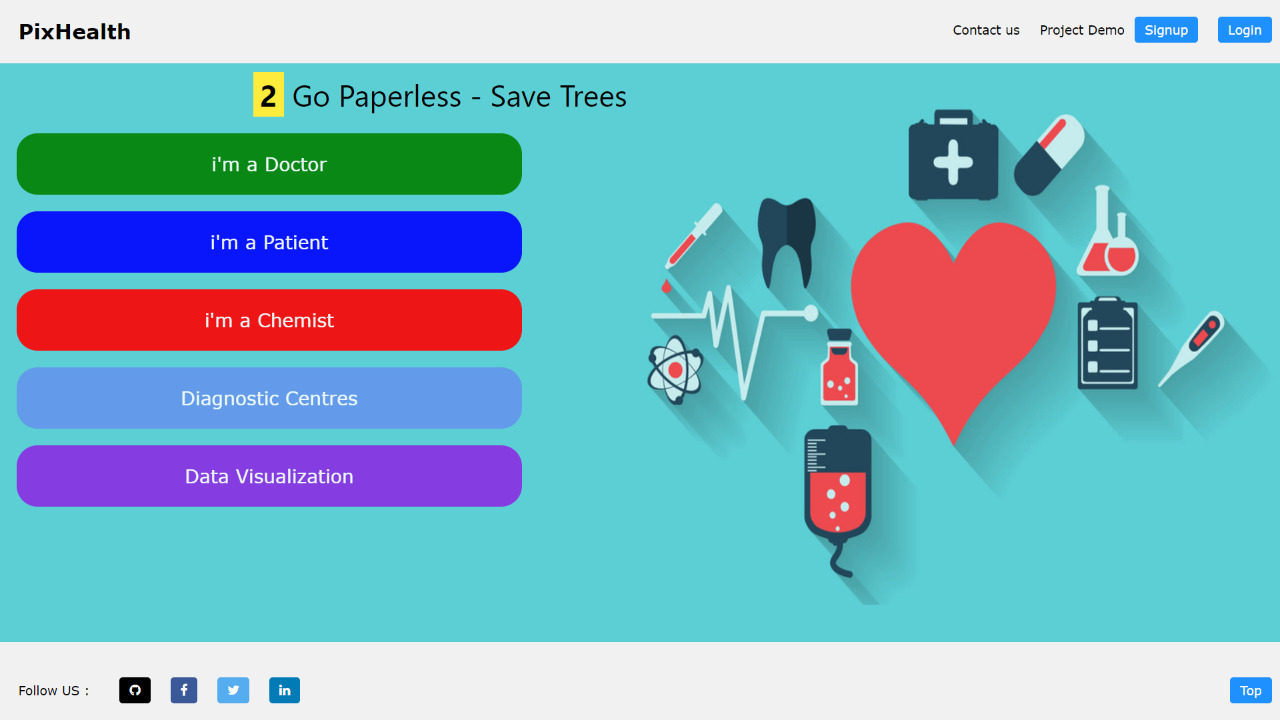 PixHealth
Contact us
Project Demo
Signup
Login
2 Go Paperless - Save Trees
i'm a Doctor
i'm a Patient
i'm a Chemist
Diagnostic Centres
Data Visualization
Follow US :
Top